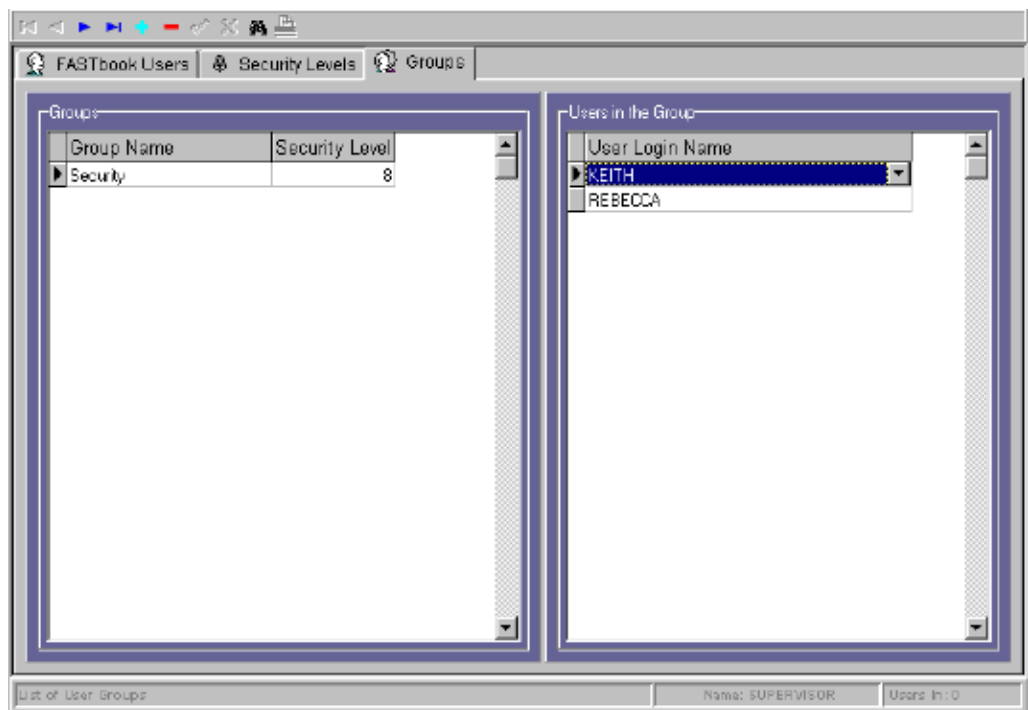 FASTbook Users Security Levels Groups
Groups
Group Name Security Level
Security 8
Users in the Group
User Login Name
KEITH
REBECCA
List of User Groups Name: SUPERVISOR Users In: 0